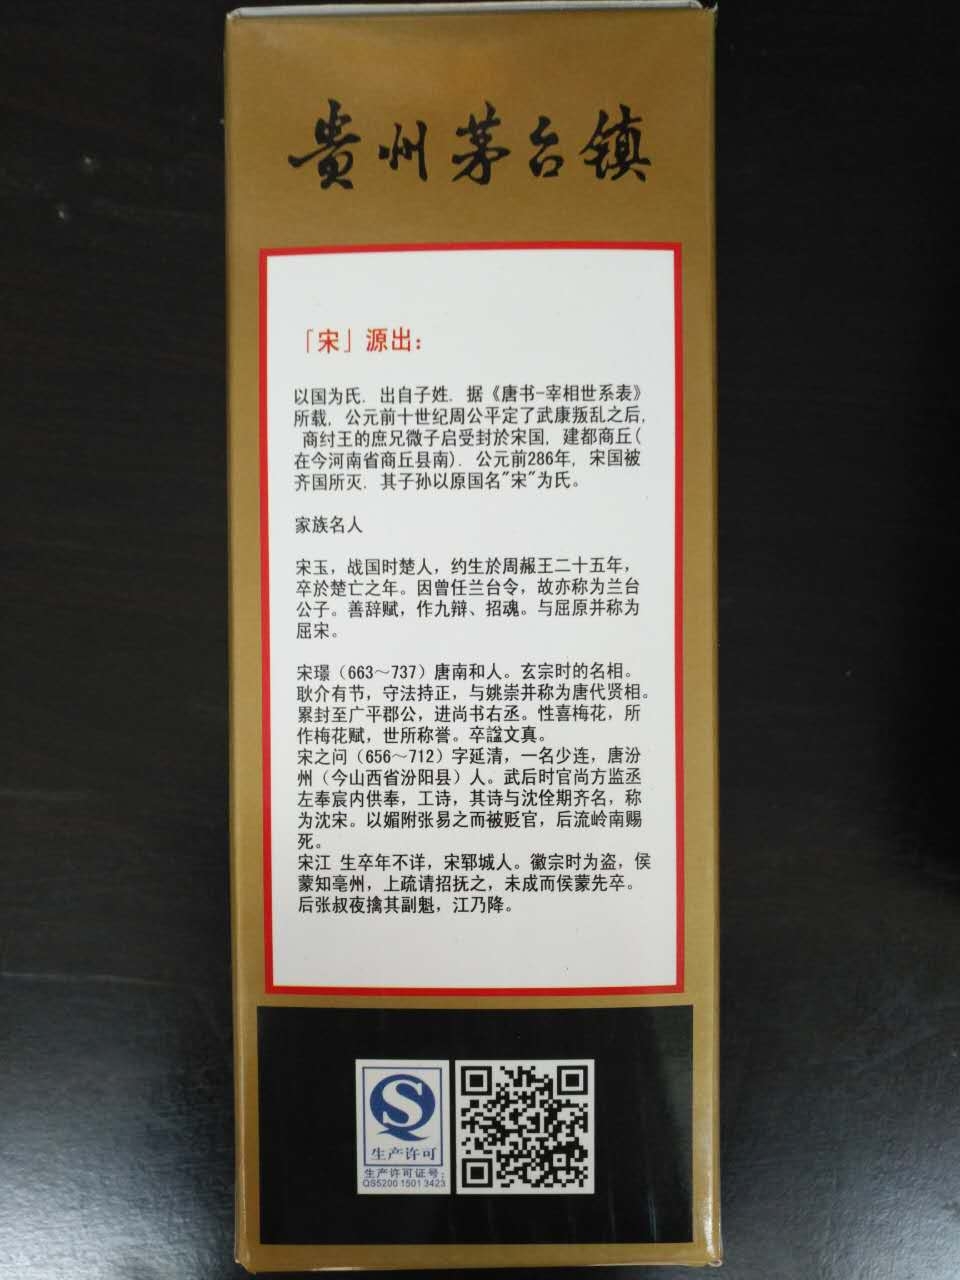 贵州茅台镇
「宋」源出：
以国为氏. 出自子姓. 据《唐书-宰相世系表》
所载, 公元前十世纪周公平定了武康叛乱之后,
商纣王的庶兄微子启受封於宋国, 建都商丘(
在今河南省商丘县南). 公元前286年, 宋国被
齐国所灭. 其子孙以原国名"宋"为氏。
家族名人
宋玉，战国时楚人，约生於周赧王二十五年，
卒於楚亡之年。因曾任兰台令，故亦称为兰台
公子。善辞赋，作九辩、招魂。与屈原并称为
屈宋。
宋璟（663～737）唐南和人。玄宗时的名相。
耿介有节，守法持正，与姚崇并称为唐代贤相。
累封至广平郡公，进尚书右丞。性喜梅花，所
作梅花赋，世所称誉。卒諡文真。
宋之问（656～712）字延清，一名少连，唐汾
州（今山西省汾阳县）人。武后时官尚方监丞
左奉宸内供奉，工诗，其诗与沈佺期齐名，称
为沈宋。以媚附张易之而被贬官，后流岭南赐
死。
宋江 生卒年不详，宋郓城人。徽宗时为盗，侯
蒙知亳州，上疏请招抚之，未成而侯蒙先卒。
后张叔夜擒其副魁，江乃降。
生产许可
生产许可证号：
QS5200 1501 3423